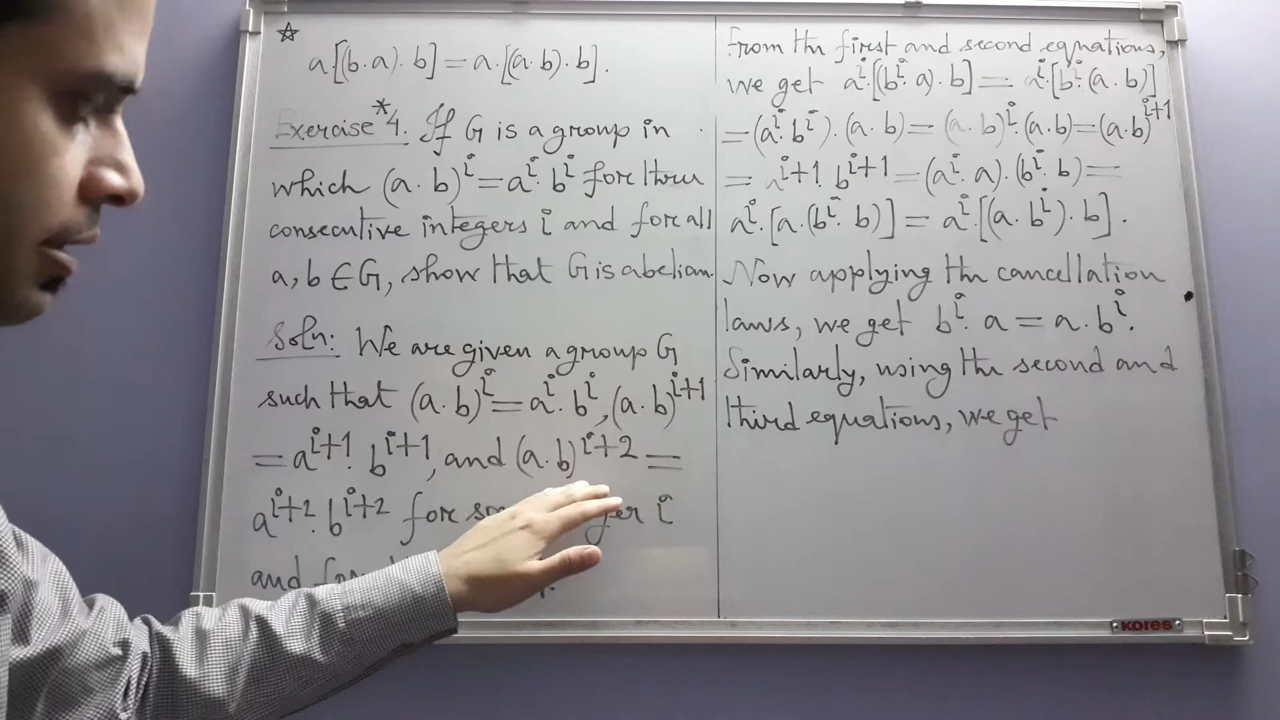 ☆
a[(b.a).b]=a.[(a.b).b].
Exercise *4. If G is a group in
which (a.b)^i=a^i.b^i for three
consecutive integers i and for all
a,b∈G, show that G is abelian.
Soln: We are given a group G
such that (a.b)^i=a^i.b^i,(a.b)^{i+1}
=a^{i+1}.b^{i+1}, and (a.b)^{i+2}=
a^{i+2}.b^{i+2} for i
and
From the first and second equations,
we get a^i.[(b^i.a).b]=a^i.[b^i.(a.b)]
=(a^i.b^i).(a.b)=(a.b)^i.(a.b)=(a.b)^{i+1}
=a^{i+1}.b^{i+1}=(a^i.a).(b^i.b)=
a^i.[a.(b^i.b)]=a^i.[(a.b^i).b].
Now applying the cancellation
laws, we get b^i.a=a.b^i.
Similarly, using the second and
third equations, we get
KORES